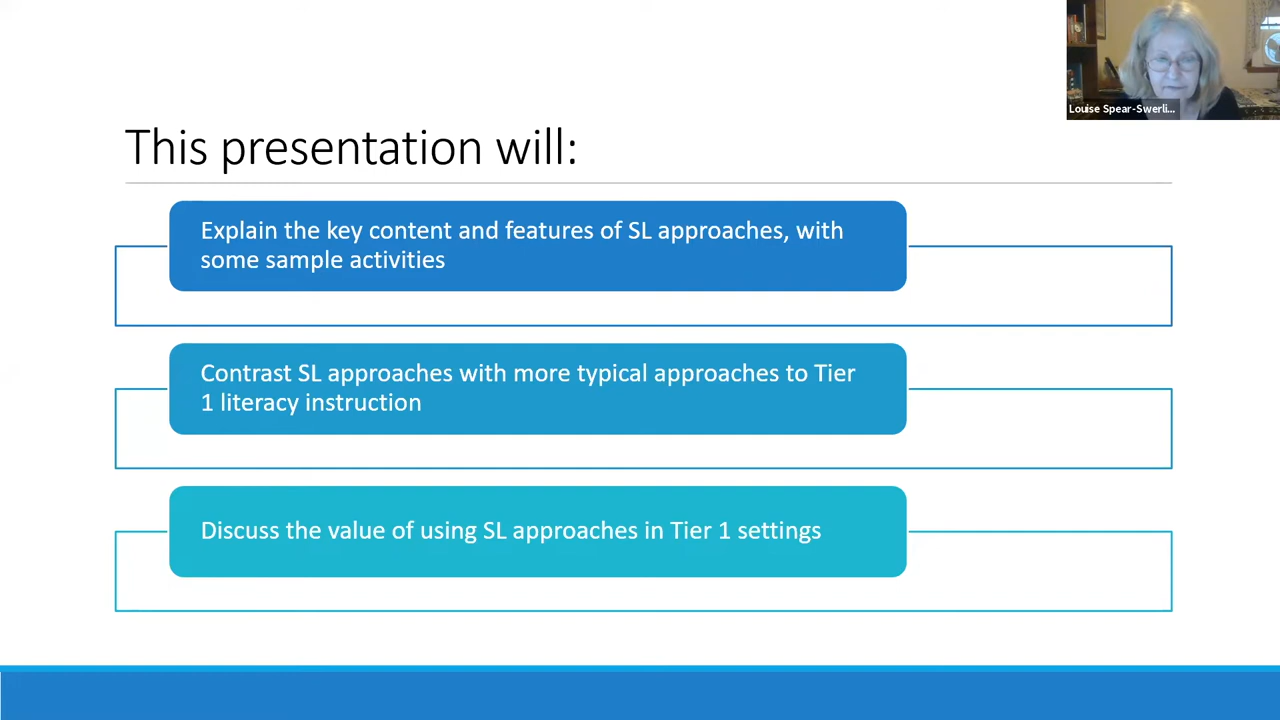 Louise Spear-Swerli...
This presentation will:
Explain the key content and features of SL approaches, with
some sample activities
Contrast SL approaches with more typical approaches to Tier
1 literacy instruction
Discuss the value of using SL approaches in Tier 1 settings